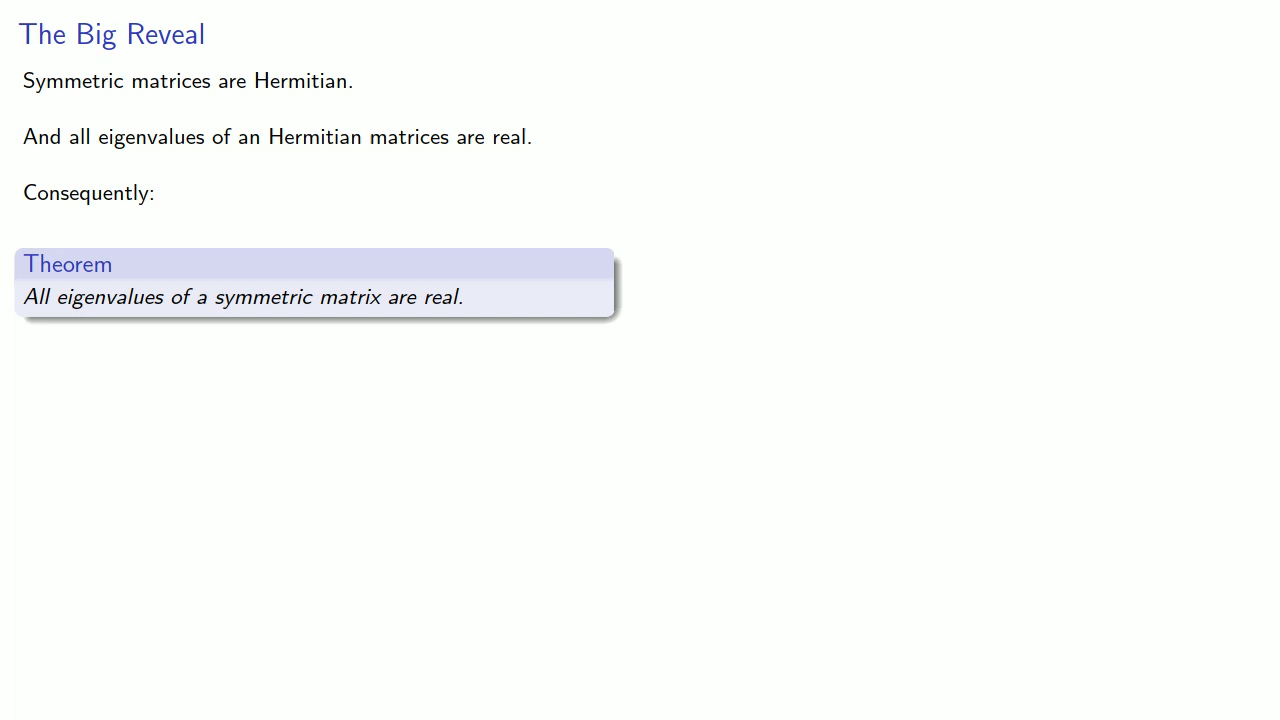 The Big Reveal
Symmetric matrices are Hermitian.
And all eigenvalues of an Hermitian matrices are real.
Consequently:
Theorem
All eigenvalues of a symmetric matrix are real.